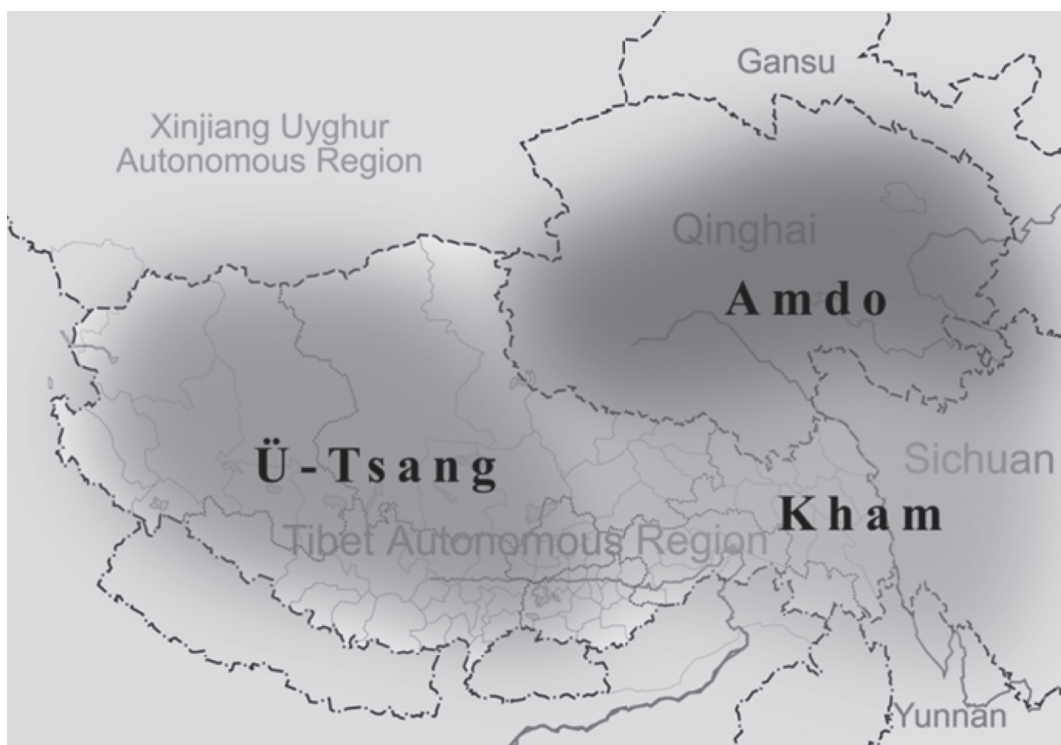 Gansu
Xinjiang Uyghur
Autonomous Region
Qinghai
Amdo
Ü-Tsang
Sichuan
Kham
Tibet Autonomous Region
Yunnan